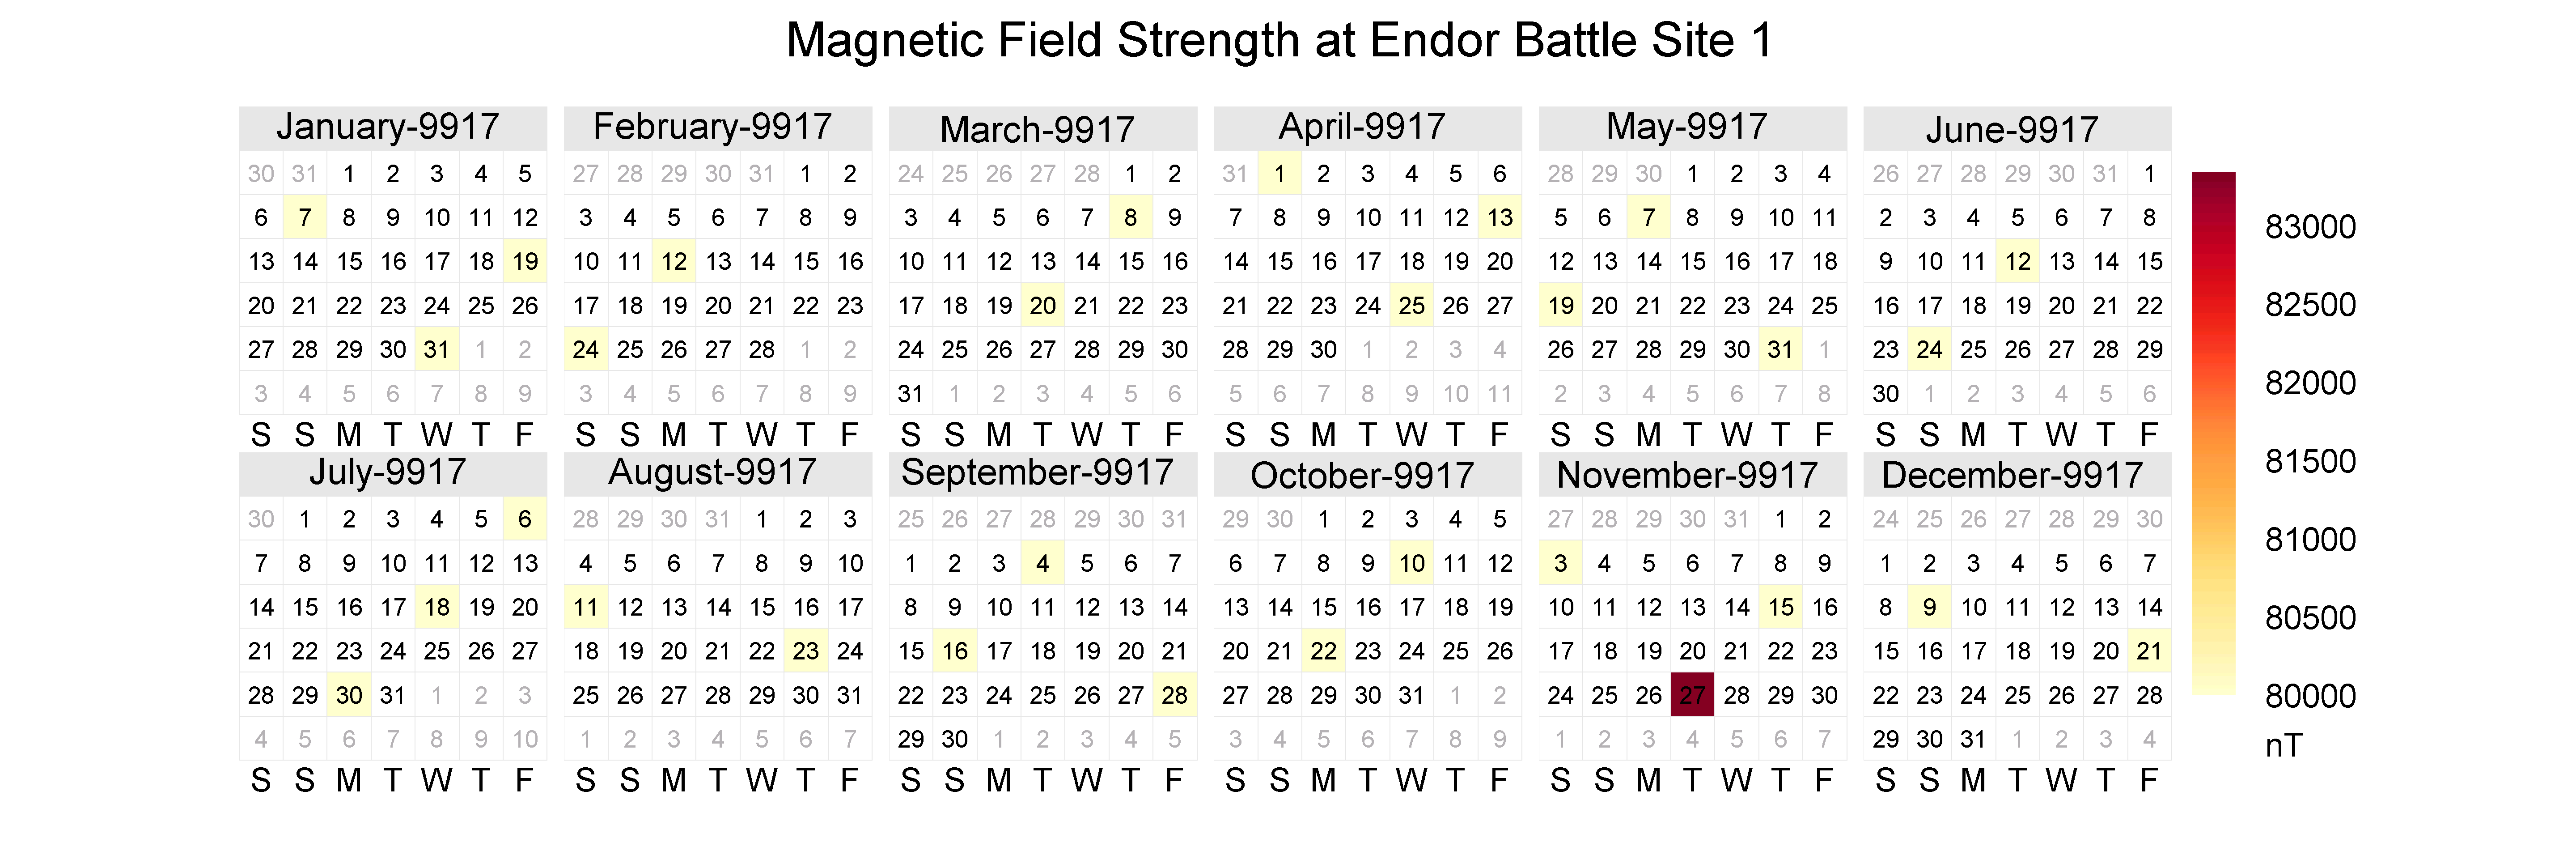 Magnetic Field Strength at Endor Battle Site 1
January-9917 February-9917 March-9917 April-9917 May-9917 June-9917
30 31 1 2 3 4 5 27 28 29 30 31 1 2 24 25 26 27 28 1 2 31 1 2 3 4 5 6 28 29 30 1 2 3 4 26 27 28 29 30 31 1
6 7 8 9 10 11 12 3 4 5 6 7 8 9 3 4 5 6 7 8 9 7 8 9 10 11 12 13 5 6 7 8 9 10 11 2 3 4 5 6 7 8
13 14 15 16 17 18 19 10 11 12 13 14 15 16 10 11 12 13 14 15 16 14 15 16 17 18 19 20 12 13 14 15 16 17 18 9 10 11 12 13 14 15
20 21 22 23 24 25 26 17 18 19 20 21 22 23 17 18 19 20 21 22 23 21 22 23 24 25 26 27 19 20 21 22 23 24 25 16 17 18 19 20 21 22
27 28 29 30 31 1 2 24 25 26 27 28 1 2 24 25 26 27 28 29 30 28 29 30 1 2 3 4 26 27 28 29 30 31 1 23 24 25 26 27 28 29
3 4 5 6 7 8 9 3 4 5 6 7 8 9 31 1 2 3 4 5 6 5 6 7 8 9 10 11 2 3 4 5 6 7 8 30 1 2 3 4 5 6
S S M T W T F S S M T W T F S S M T W T F S S M T W T F S S M T W T F S S M T W T F
July-9917 August-9917 September-9917 October-9917 November-9917 December-9917
30 1 2 3 4 5 6 28 29 30 31 1 2 3 25 26 27 28 29 30 31 29 30 1 2 3 4 5 27 28 29 30 31 1 2 24 25 26 27 28 29 30
7 8 9 10 11 12 13 4 5 6 7 8 9 10 1 2 3 4 5 6 7 6 7 8 9 10 11 12 3 4 5 6 7 8 9 1 2 3 4 5 6 7
14 15 16 17 18 19 20 11 12 13 14 15 16 17 8 9 10 11 12 13 14 13 14 15 16 17 18 19 10 11 12 13 14 15 16 8 9 10 11 12 13 14
21 22 23 24 25 26 27 18 19 20 21 22 23 24 15 16 17 18 19 20 21 20 21 22 23 24 25 26 17 18 19 20 21 22 23 15 16 17 18 19 20 21
28 29 30 31 1 2 3 25 26 27 28 29 30 31 22 23 24 25 26 27 28 27 28 29 30 31 1 2 24 25 26 27 28 29 30 22 23 24 25 26 27 28
4 5 6 7 8 9 10 1 2 3 4 5 6 7 29 30 1 2 3 4 5 3 4 5 6 7 8 9 1 2 3 4 5 6 7 29 30 31 1 2 3 4
S S M T W T F S S M T W T F S S M T W T F S S M T W T F S S M T W T F S S M T W T F
83000
82500
82000
81500
81000
80500
80000
nT